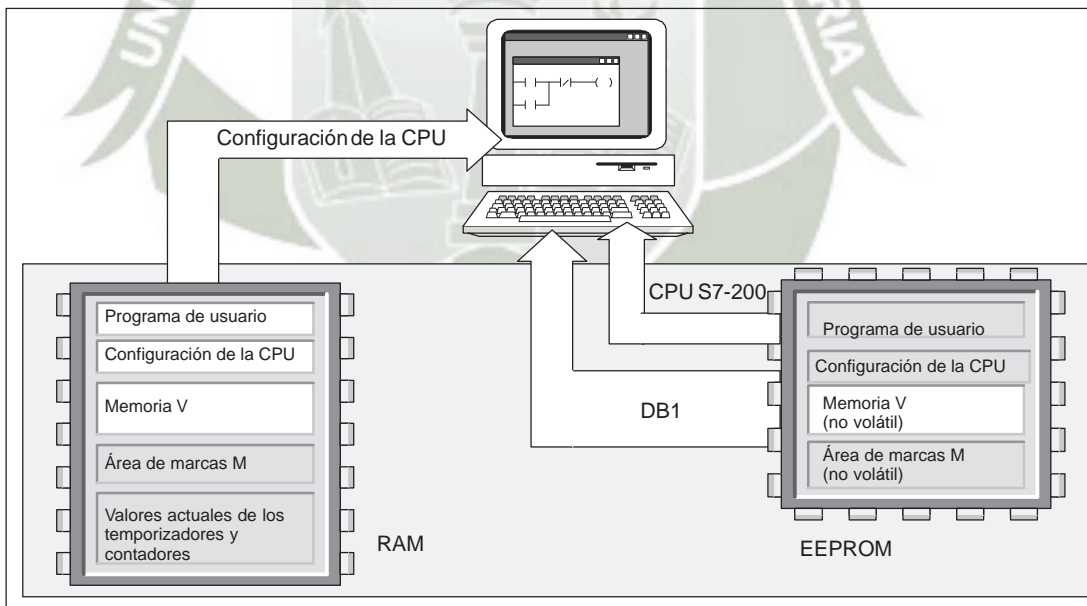 UN
RIA
Configuración de la CPU
Programa de usuario
Configuración de la CPU
Memoria V
Área de marcas M
Valores actuales de los
temporizadores y
contadores
RAM
CPU S7-200
DB1
Programa de usuario
Configuración de la CPU
Memoria V
(no volátil)
Área de marcas M
(no volátil)
EEPROM